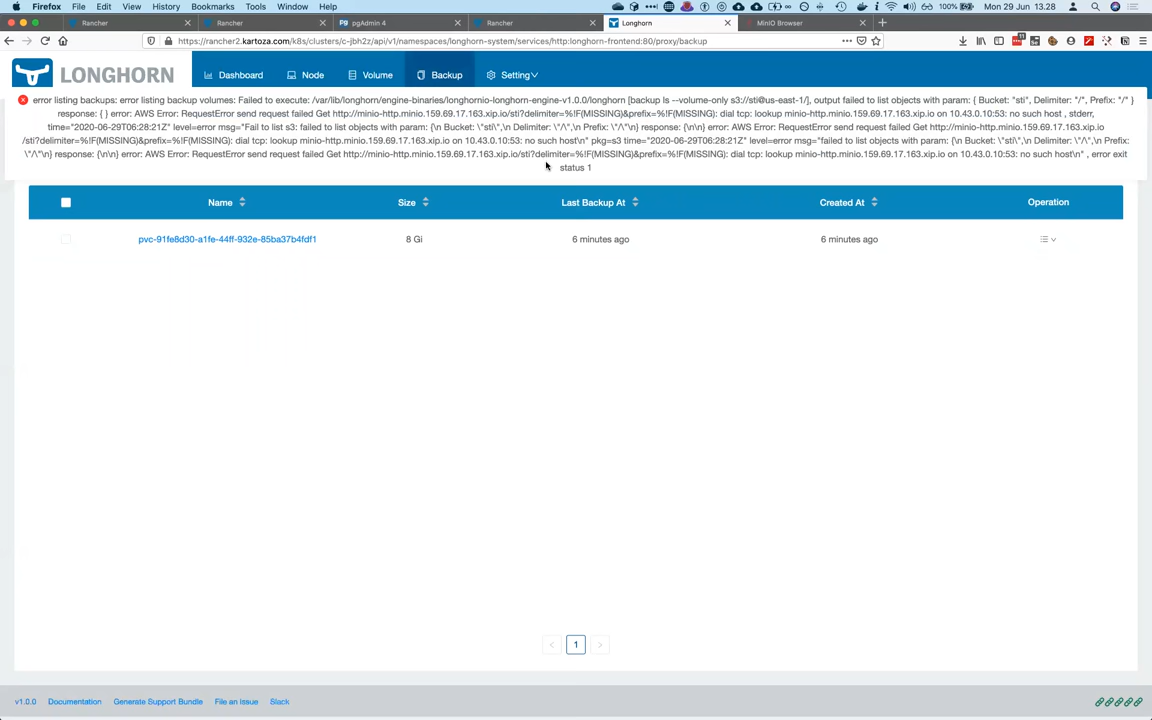 Firefox File Edit View History Bookmarks Tools Window Help 100% Mon 29 Jun 13.28
Rancher Rancher pgAdmin 4 Rancher Longhorn MinIO Browser
https://rancher2.kartoza.com/k8s/clusters/c-jbh2z/api/v1/namespaces/longhorn-system/services/http:longhorn-frontend:80/proxy/backup
LONGHORN Dashboard Node Volume Backup Setting
error listing backups: error listing backup volumes: Failed to execute: /var/lib/longhorn/engine-binaries/longhornio-longhorn-engine-v1.0.0/longhorn [backup ls --volume-only s3://sti@us-east-1/], output failed to list objects with param: { Bucket: "sti", Delimiter: "/", Prefix: "/" }
response: { } error: AWS Error: RequestError send request failed Get http://minio-http.minio.159.69.17.163.xip.io/sti?delimiter=%!F(MISSING)&prefix=%!F(MISSING): dial tcp: lookup minio-http.minio.159.69.17.163.xip.io on 10.43.0.10:53: no such host , stderr,
time="2020-06-29T06:28:21Z" level=error msg="Fail to list s3: failed to list objects with param: {\n Bucket: \"sti\",\n Delimiter: \"/\",\n Prefix: \"/\"\n} response: {\n\n} error: AWS Error: RequestError send request failed Get http://minio-http.minio.159.69.17.163.xip.io
/sti?delimiter=%!F(MISSING)&prefix=%!F(MISSING): dial tcp: lookup minio-http.minio.159.69.17.163.xip.io on 10.43.0.10:53: no such host\n" pkg=s3 time="2020-06-29T06:28:21Z" level=error msg="failed to list objects with param: {\n Bucket: \"sti\",\n Delimiter: \"/\",\n Prefix:
\"/\"\n} response: {\n\n} error: AWS Error: RequestError send request failed Get http://minio-http.minio.159.69.17.163.xip.io/sti?delimiter=%!F(MISSING)&prefix=%!F(MISSING): dial tcp: lookup minio-http.minio.159.69.17.163.xip.io on 10.43.0.10:53: no such host\n" , error exit
status 1
Name Size Last Backup At Created At Operation
pvc-91fe8d30-a1fe-44ff-932e-85ba37b4fdf1 8 Gi 6 minutes ago 6 minutes ago
< 1 >
v1.0.0 Documentation Generate Support Bundle File an Issue Slack